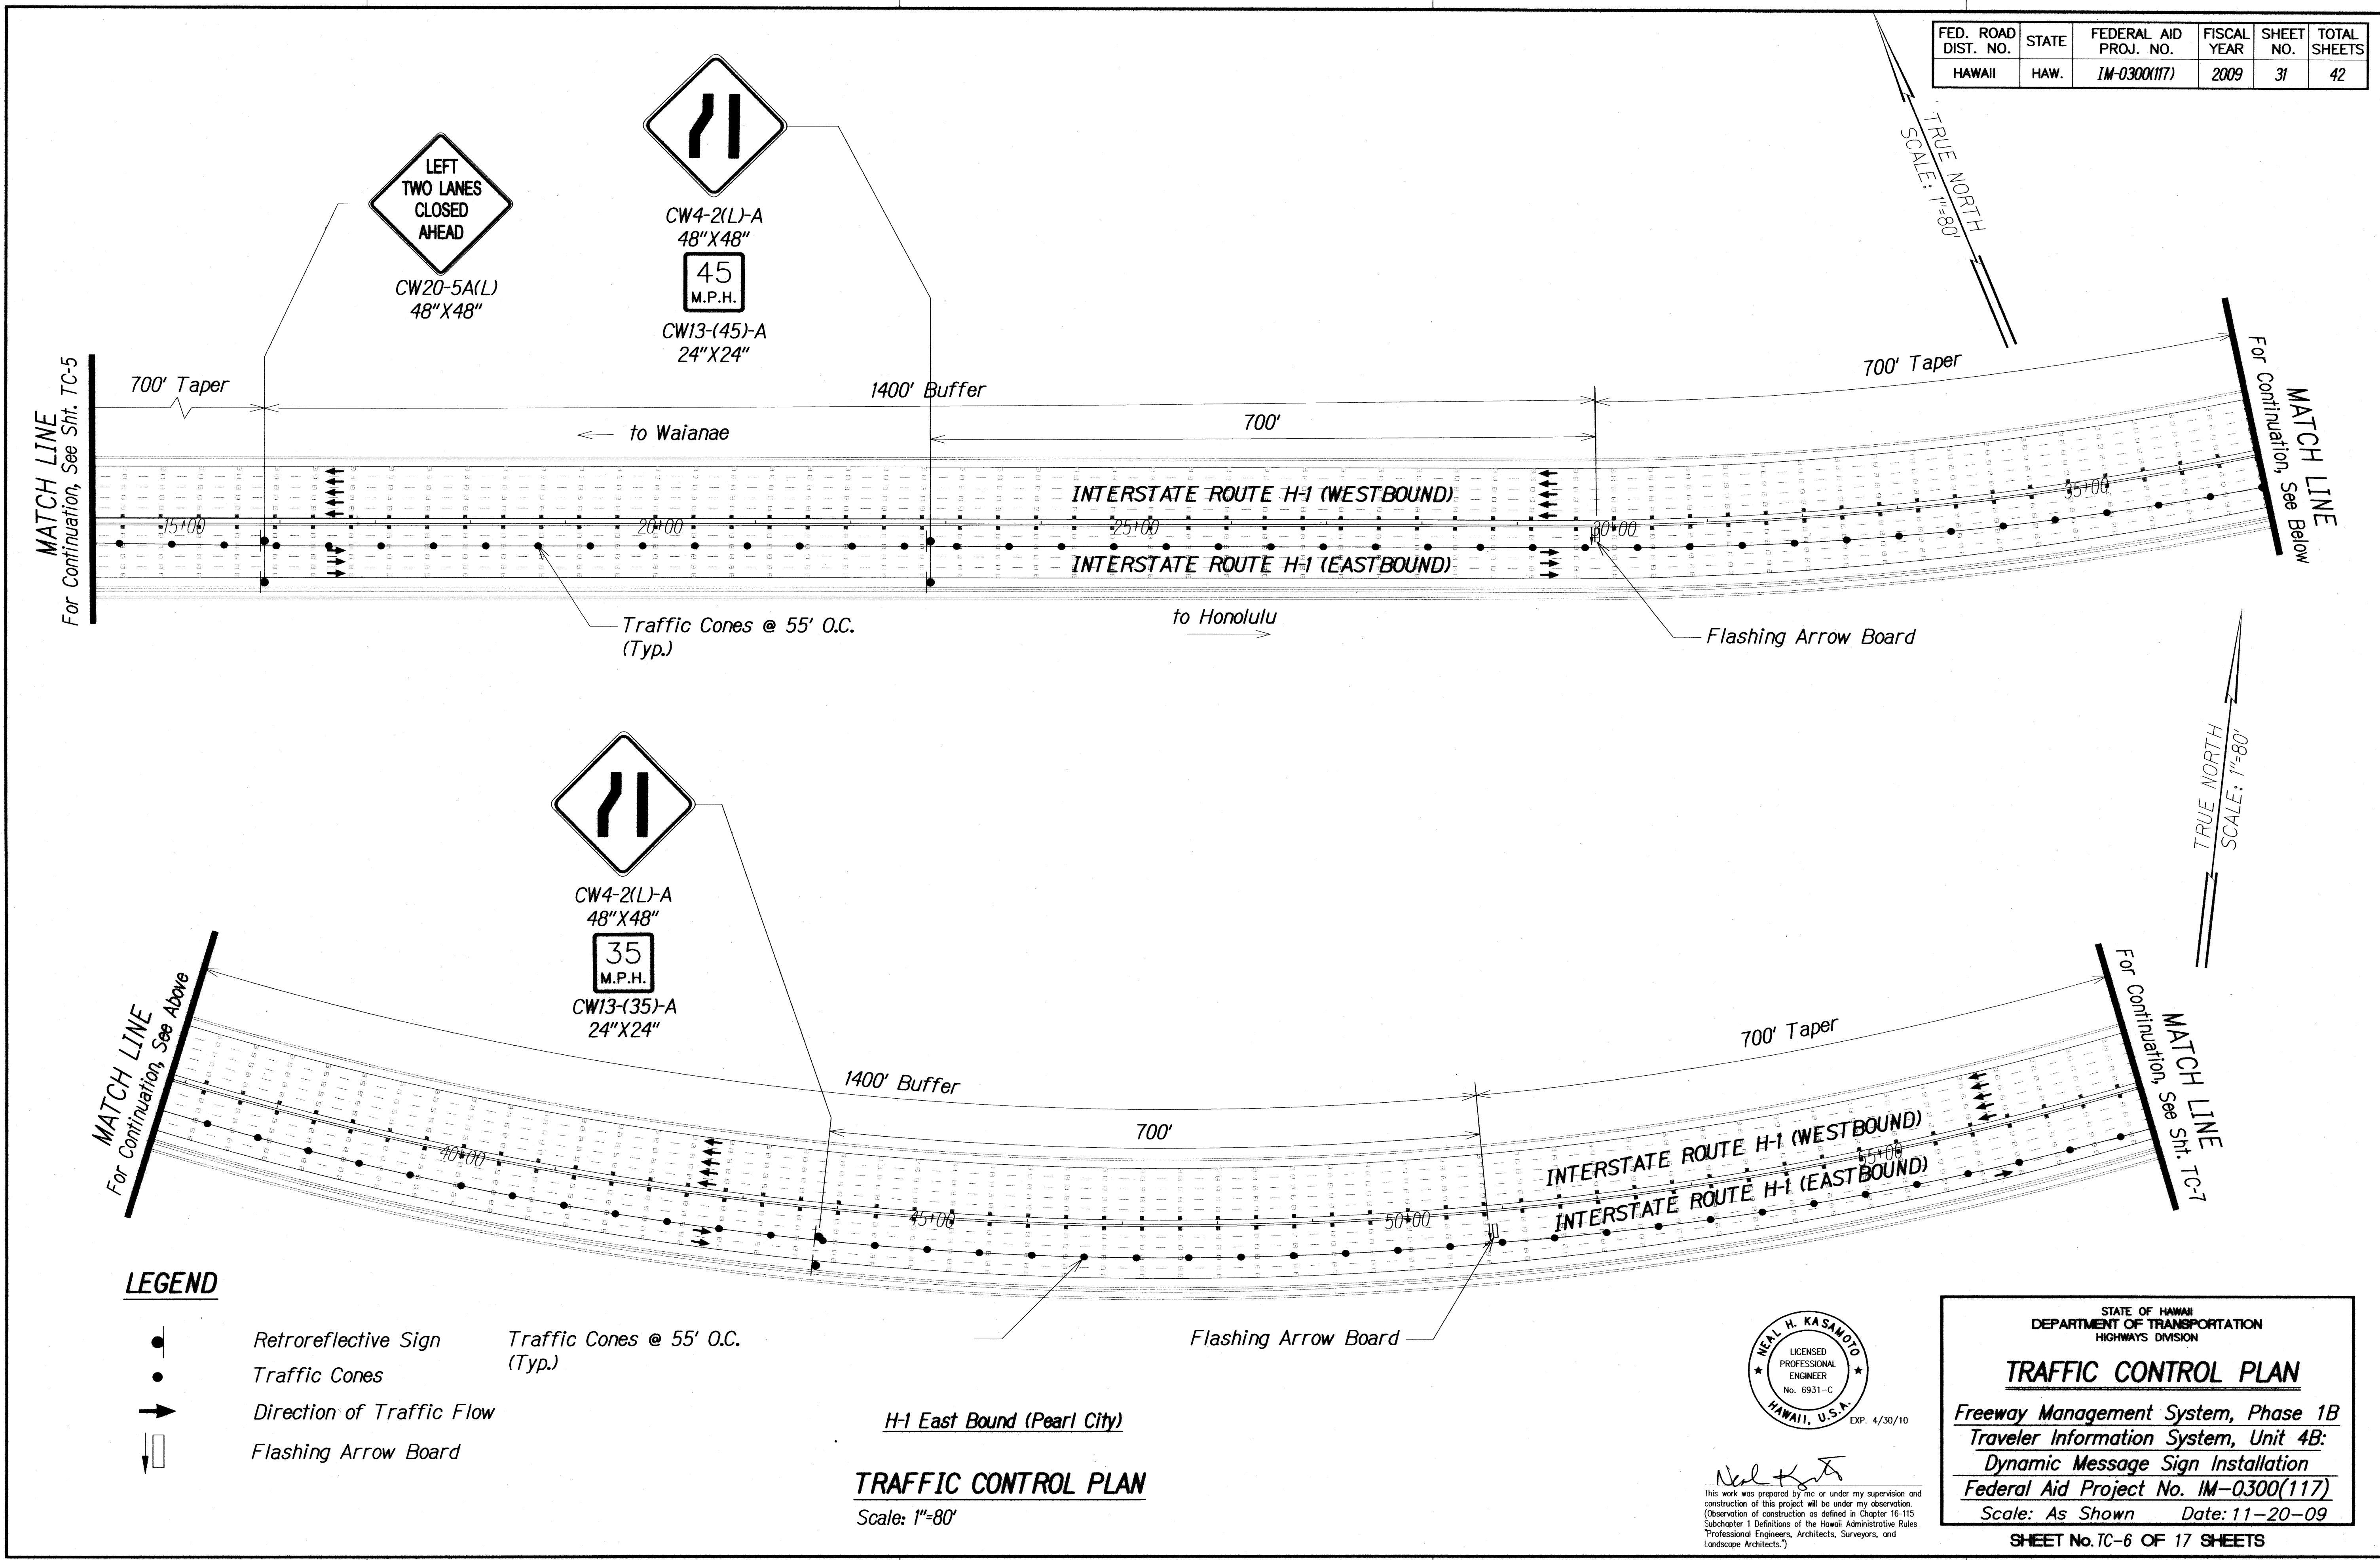 FED. ROAD DIST. NO. STATE FEDERAL AID PROJ. NO. FISCAL YEAR SHEET NO. TOTAL SHEETS
HAWAII HAW. IM-0300(117) 2009 31 42
TRUE NORTH
SCALE: 1"=80'
LEFT
TWO LANES
CLOSED
AHEAD
CW20-5A(L)
48"X48"
CW4-2(L)-A
48"X48"
45
M.P.H.
CW13-(45)-A
24"X24"
MATCH LINE
For Continuation, See Sht. TC-5
700' Taper
1400' Buffer
700' Taper
to Waianae
700'
MATCH LINE
For Continuation, See Below
INTERSTATE ROUTE H-1 (WESTBOUND)
15+00
20+00
25+00
30+00
35+00
INTERSTATE ROUTE H-1 (EASTBOUND)
Traffic Cones @ 55' O.C.
(Typ.)
to Honolulu
Flashing Arrow Board
TRUE NORTH
SCALE: 1"=80'
CW4-2(L)-A
48"X48"
35
M.P.H.
CW13-(35)-A
24"X24"
MATCH LINE
For Continuation, See Above
1400' Buffer
700' Taper
700'
MATCH LINE
For Continuation, See Sht. TC-7
INTERSTATE ROUTE H-1 (WESTBOUND)
40+00
45+00
50+00
55+00
INTERSTATE ROUTE H-1 (EASTBOUND)
LEGEND
Retroreflective Sign
Traffic Cones
Direction of Traffic Flow
Flashing Arrow Board
Traffic Cones @ 55' O.C.
(Typ.)
Flashing Arrow Board
H-1 East Bound (Pearl City)
TRAFFIC CONTROL PLAN
Scale: 1"=80'
NEAL H. KASAMOTO
LICENSED
PROFESSIONAL
ENGINEER
No. 6931-C
HAWAII, U.S.A.
EXP. 4/30/10
This work was prepared by me or under my supervision and
construction of this project will be under my observation.
(Observation of construction as defined in Chapter 16-115
Subchapter 1 Definitions of the Hawaii Administrative Rules
"Professional Engineers, Architects, Surveyors, and
Landscape Architects.")
STATE OF HAWAII
DEPARTMENT OF TRANSPORTATION
HIGHWAYS DIVISION
TRAFFIC CONTROL PLAN
Freeway Management System, Phase 1B
Traveler Information System, Unit 4B:
Dynamic Message Sign Installation
Federal Aid Project No. IM-0300(117)
Scale: As Shown Date: 11-20-09
SHEET No. TC-6 OF 17 SHEETS